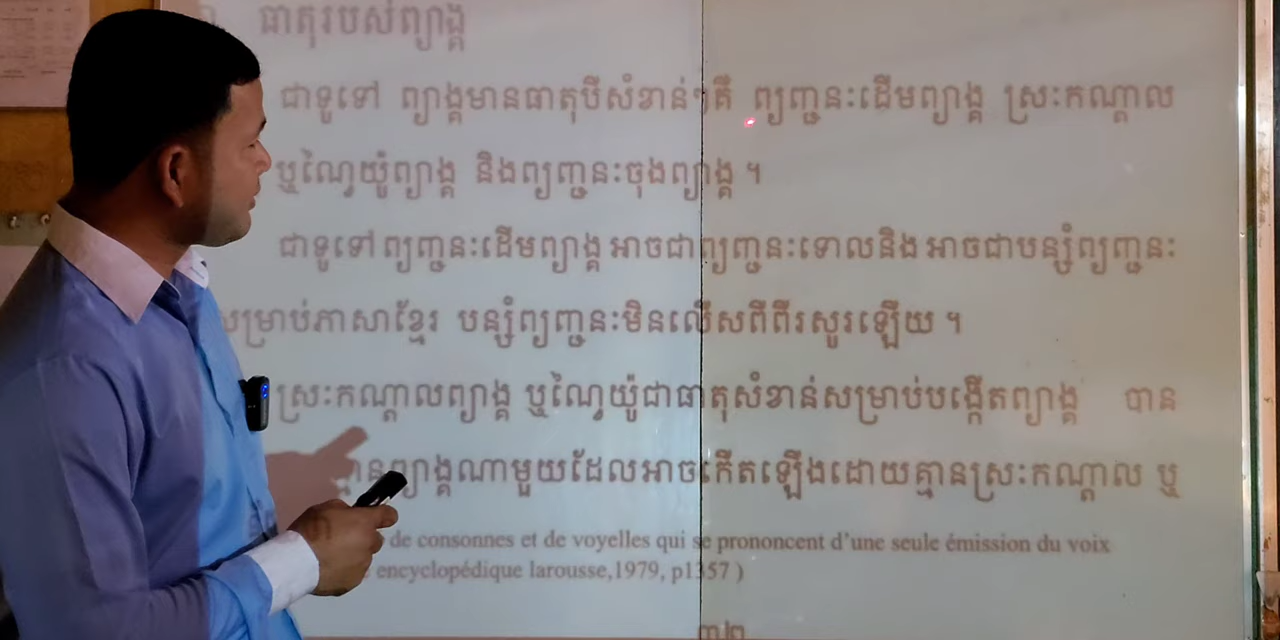 ធាតុរបស់ព្យាង្គ
ជាទូទៅ ព្យាង្គមានធាតុបីសំខាន់ៗគឺ ព្យញ្ជនៈដើមព្យាង្គ ស្រៈកណ្តាល
ឬណ្វៃយ៉ូព្យាង្គ និងព្យញ្ជនៈចុងព្យាង្គ ។
ជាទូទៅ ព្យញ្ជនៈដើមព្យាង្គ អាចជាព្យញ្ជនៈទោលនិង អាចជាបន្សំព្យញ្ជនៈ
សម្រាប់ភាសាខ្មែរ បន្សំព្យញ្ជនៈមិនលើសពីពីរសូរឡើយ ។
ស្រៈកណ្តាលព្យាង្គ ឬណ្វៃយ៉ូជាធាតុសំខាន់សម្រាប់បង្កើតព្យាង្គ បាន
ព្យាង្គណាមួយដែលអាចកើតឡើងដោយគ្មានស្រៈកណ្តាល ឬ
de consonnes et de voyelles qui se prononcent d'une seule émission du voix
encyclopédique larousse,1979, p1357 )